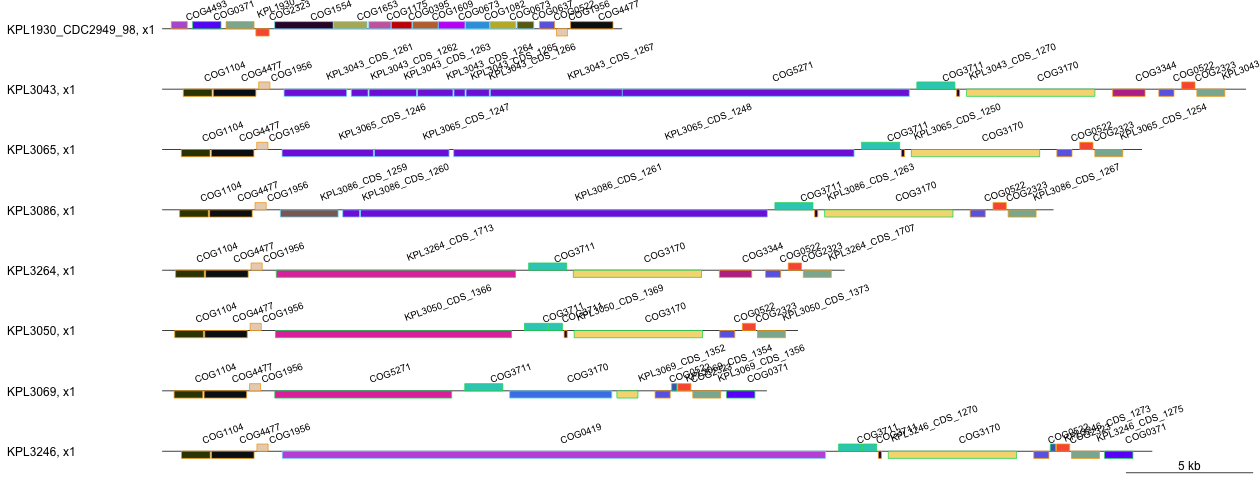 KPL1930_CDC2949_98, x1
COG4493 COG0371 COG2323 COG1554 COG1653 COG1175 COG0395 COG1609 COG0673 COG1082 COG0673 COG0637 COG0522 COG1956 COG4477
KPL3043, x1
COG1104 COG4477 COG1956 KPL3043_CDS_1261 KPL3043_CDS_1262 KPL3043_CDS_1263 KPL3043_CDS_1264 KPL3043_CDS_1265 KPL3043_CDS_1266 KPL3043_CDS_1267 COG5271 COG3711 KPL3043_CDS_1270 COG3170 COG3344 COG0522 COG2323 KPL3043
KPL3065, x1
COG1104 COG4477 COG1956 KPL3065_CDS_1246 KPL3065_CDS_1247 KPL3065_CDS_1248 COG3711 KPL3065_CDS_1250 COG3170 COG0522 COG2323 KPL3065_CDS_1254
KPL3086, x1
COG1104 COG4477 COG1956 KPL3086_CDS_1259 KPL3086_CDS_1260 KPL3086_CDS_1261 COG3711 KPL3086_CDS_1263 COG3170 COG0522 COG2323 KPL3086_CDS_1267
KPL3264, x1
COG1104 COG4477 COG1956 KPL3264_CDS_1713 COG3711 COG3170 COG3344 COG0522 COG2323 KPL3264_CDS_1707
KPL3050, x1
COG1104 COG4477 COG1956 KPL3050_CDS_1366 COG3711 COG3711 KPL3050_CDS_1369 COG3170 COG0522 COG2323 KPL3050_CDS_1373
KPL3069, x1
COG1104 COG4477 COG1956 COG5271 COG3711 COG3170 KPL3069_CDS_1352 COG0522 KPL3069_CDS_1354 COG2323 KPL3069_CDS_1356 COG0371
KPL3246, x1
COG1104 COG4477 COG1956 COG0419 COG3711 COG3711 KPL3246_CDS_1270 COG3170 COG0522 KPL3246_CDS_1273 COG2323 KPL3246_CDS_1275 COG0371
5 kb